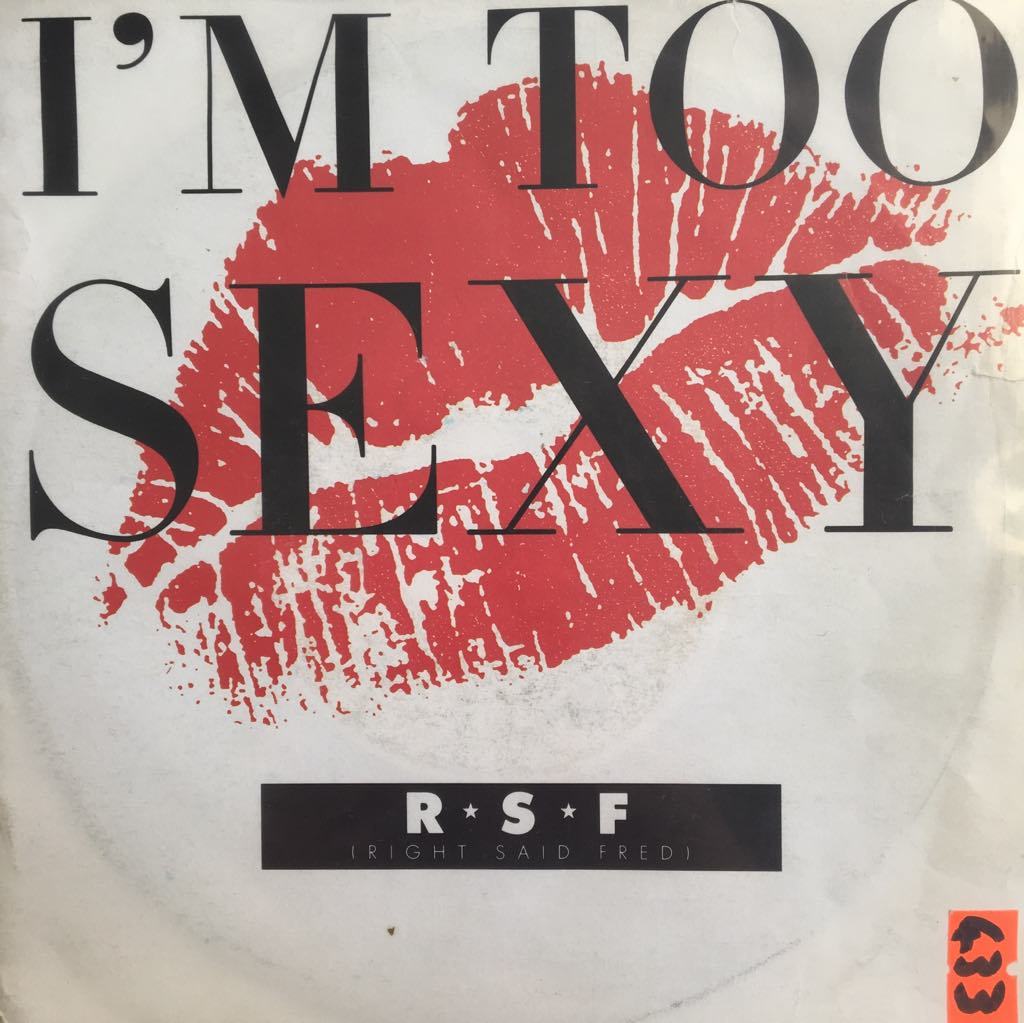 I'M TOO
SEXY
R★S★F
(RIGHT SAID FRED)